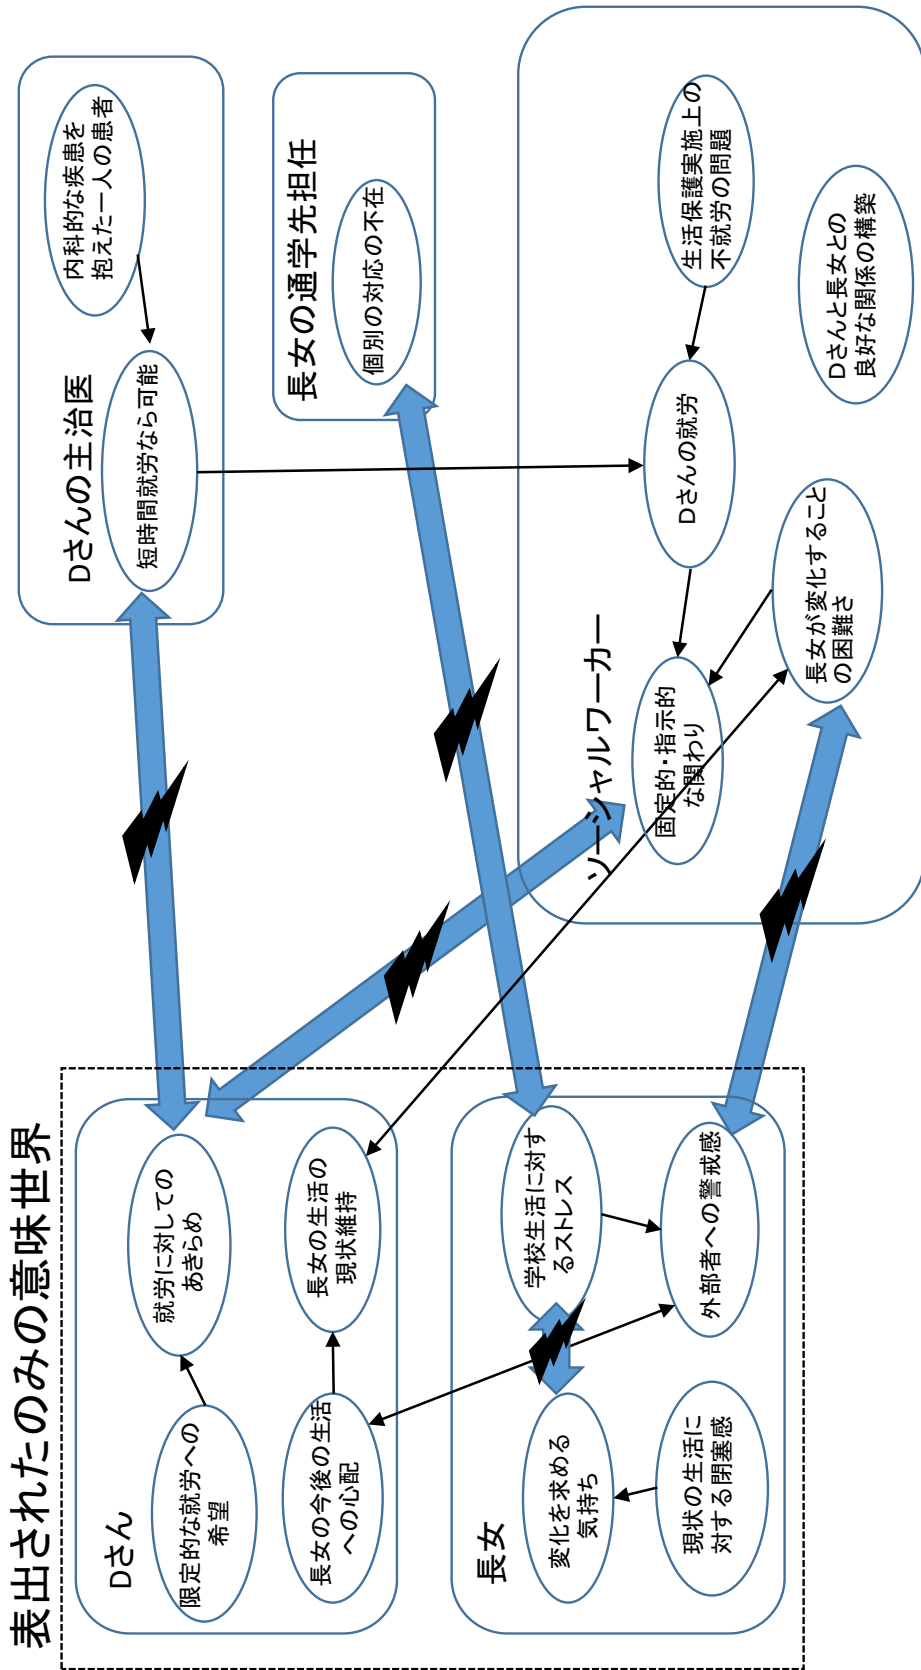 表出されたのみの意味世界
Dさん
限定的な就労への
希望
就労に対しての
あきらめ
長女の今後の生活
への心配
長女の生活の
現状維持
長女
変化を求める
気持ち
学校生活に対す
るストレス
現状の生活に
対する閉塞感
外部者への警戒感
Dさんの主治医
短時間就労なら可能
内科的な疾患を
抱えた一人の患者
長女の通学先担任
個別の対応の不在
ソーシャルワーカー
固定的・指示的
な関わり
Dさんの就労
生活保護実施上の
不就労の問題
長女が変化すること
の困難さ
Dさんと長女との
良好な関係の構築